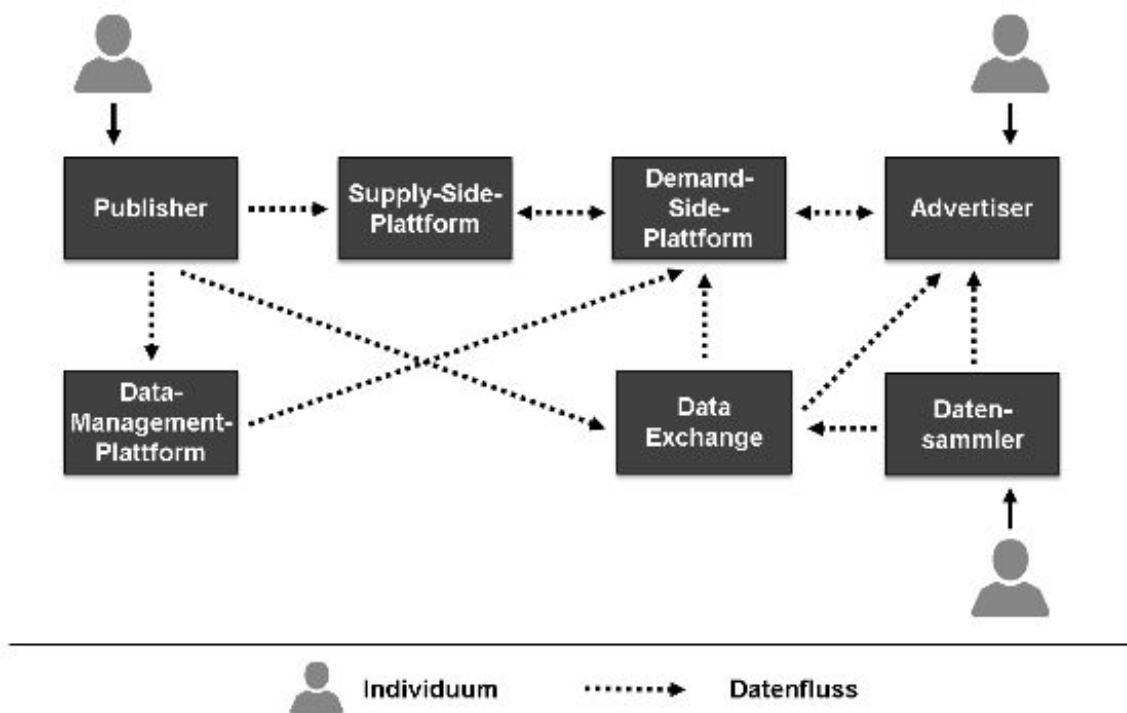 Publisher
Supply-Side-
Plattform
Demand-
Side-
Plattform
Advertiser
Data-
Management-
Plattform
Data
Exchange
Daten-
sammler
Individuum
Datenfluss